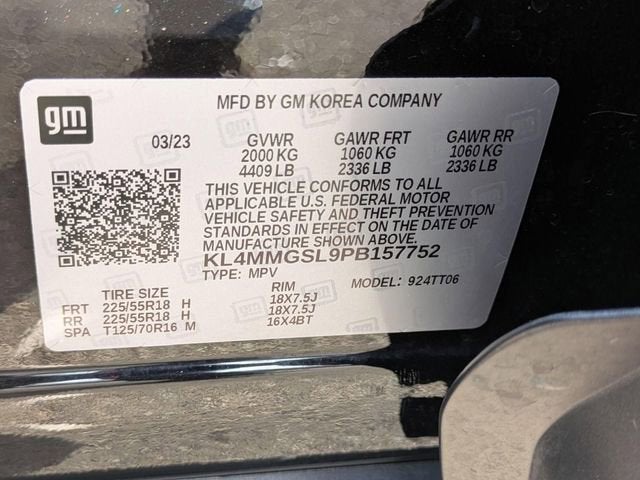 gm
MFD BY GM KOREA COMPANY
03/23 GVWR GAWR FRT GAWR RR
2000 KG 1060 KG 1060 KG
4409 LB 2336 LB 2336 LB
THIS VEHICLE CONFORMS TO ALL
APPLICABLE U.S. FEDERAL MOTOR
VEHICLE SAFETY AND THEFT PREVENTION
STANDARDS IN EFFECT ON THE DATE OF
MANUFACTURE SHOWN ABOVE.
KL4MMGSL9PB157752
TYPE: MPV MODEL: 924TT06
TIRE SIZE RIM
FRT 225/55R18 H 18X7.5J
RR 225/55R18 H 18X7.5J
SPA T125/70R16 M 16X4BT